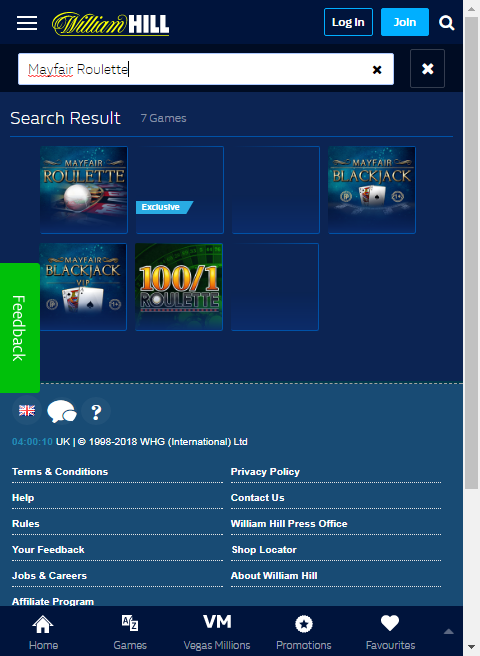 William HILL
Log In
Join
Mayfair Roulette
Search Result 7 Games
MAYFAIR
ROULETTE
Exclusive
MAYFAIR
BLACKJACK
MAYFAIR
BLACKJACK
VIP
100/1
ROULETTE
Feedback
?
04:00:10 UK | © 1998-2018 WHG (International) Ltd
Terms & Conditions
Privacy Policy
Help
Contact Us
Rules
William Hill Press Office
Your Feedback
Shop Locator
Jobs & Careers
About William Hill
Affiliate Program
A Z
VM
Home
Games
Vegas Millions
Promotions
Favourites